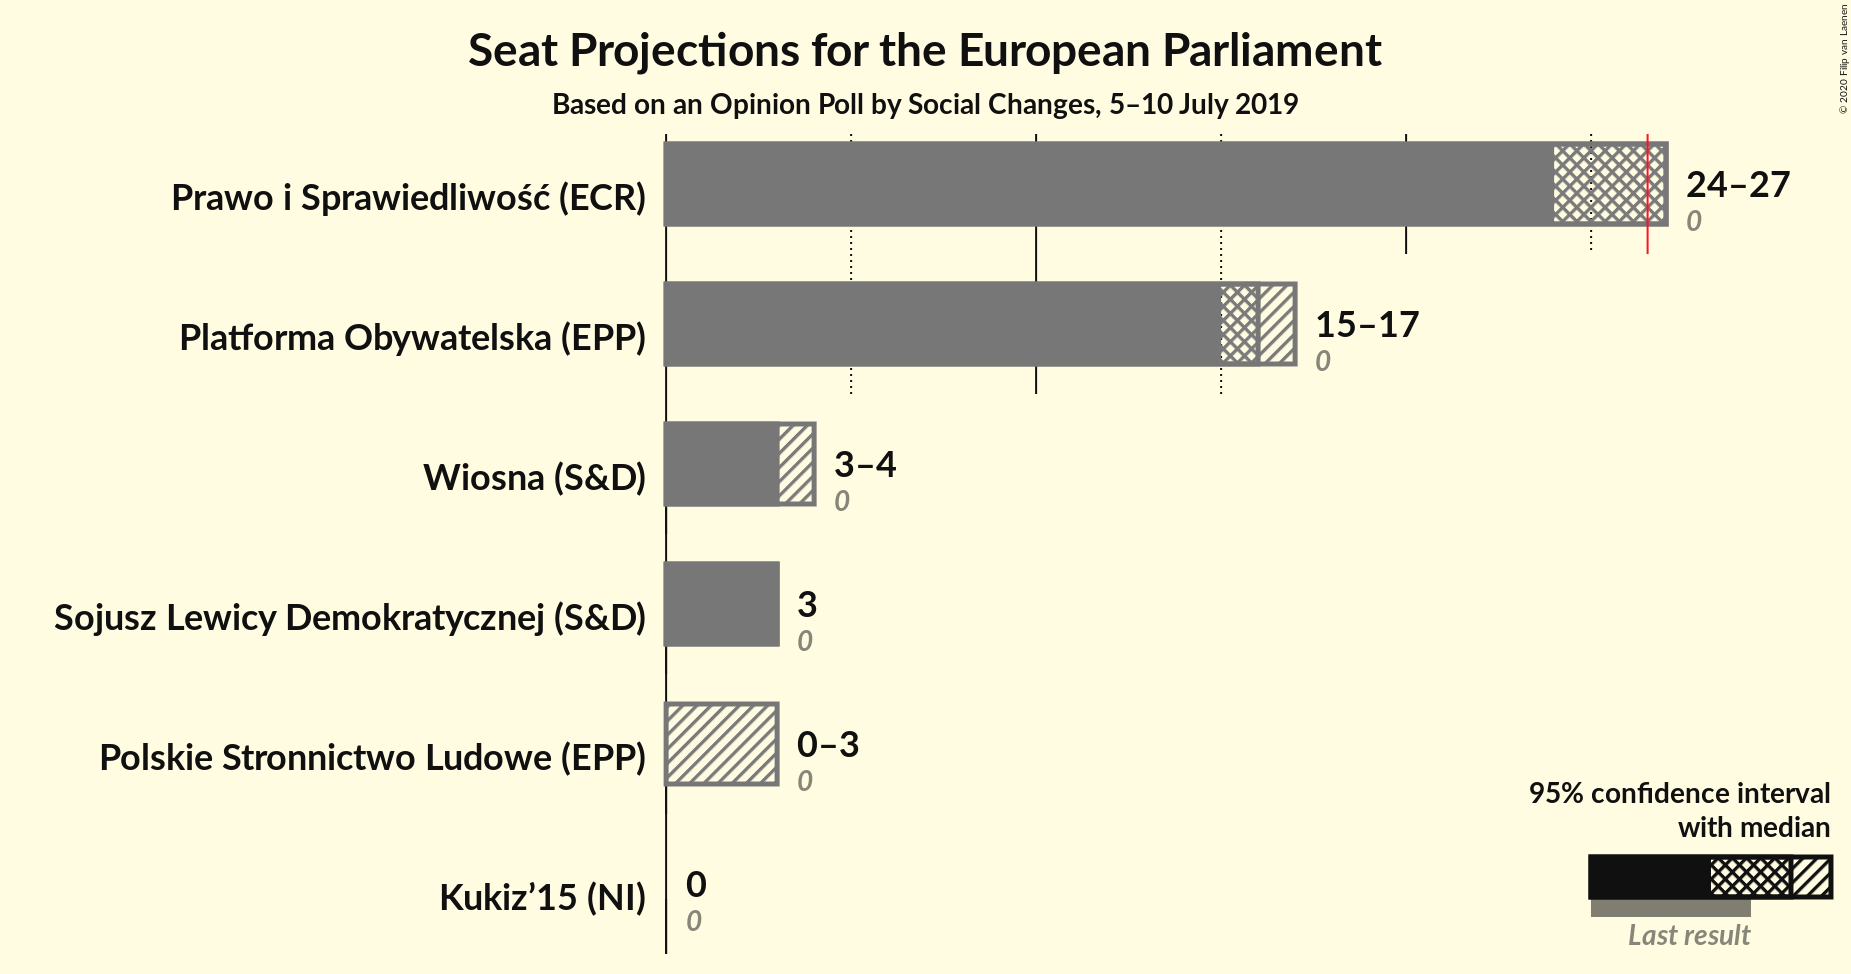 Seat Projections for the European Parliament
Based on an Opinion Poll by Social Changes, 5–10 July 2019
© 2020 Filip van Laenen
Prawo i Sprawiedliwość (ECR)
24–27
0
Platforma Obywatelska (EPP)
15–17
0
Wiosna (S&D)
3–4
0
Sojusz Lewicy Demokratycznej (S&D)
3
0
Polskie Stronnictwo Ludowe (EPP)
0–3
0
Kukiz’15 (NI)
0
0
95% confidence interval
with median
Last result